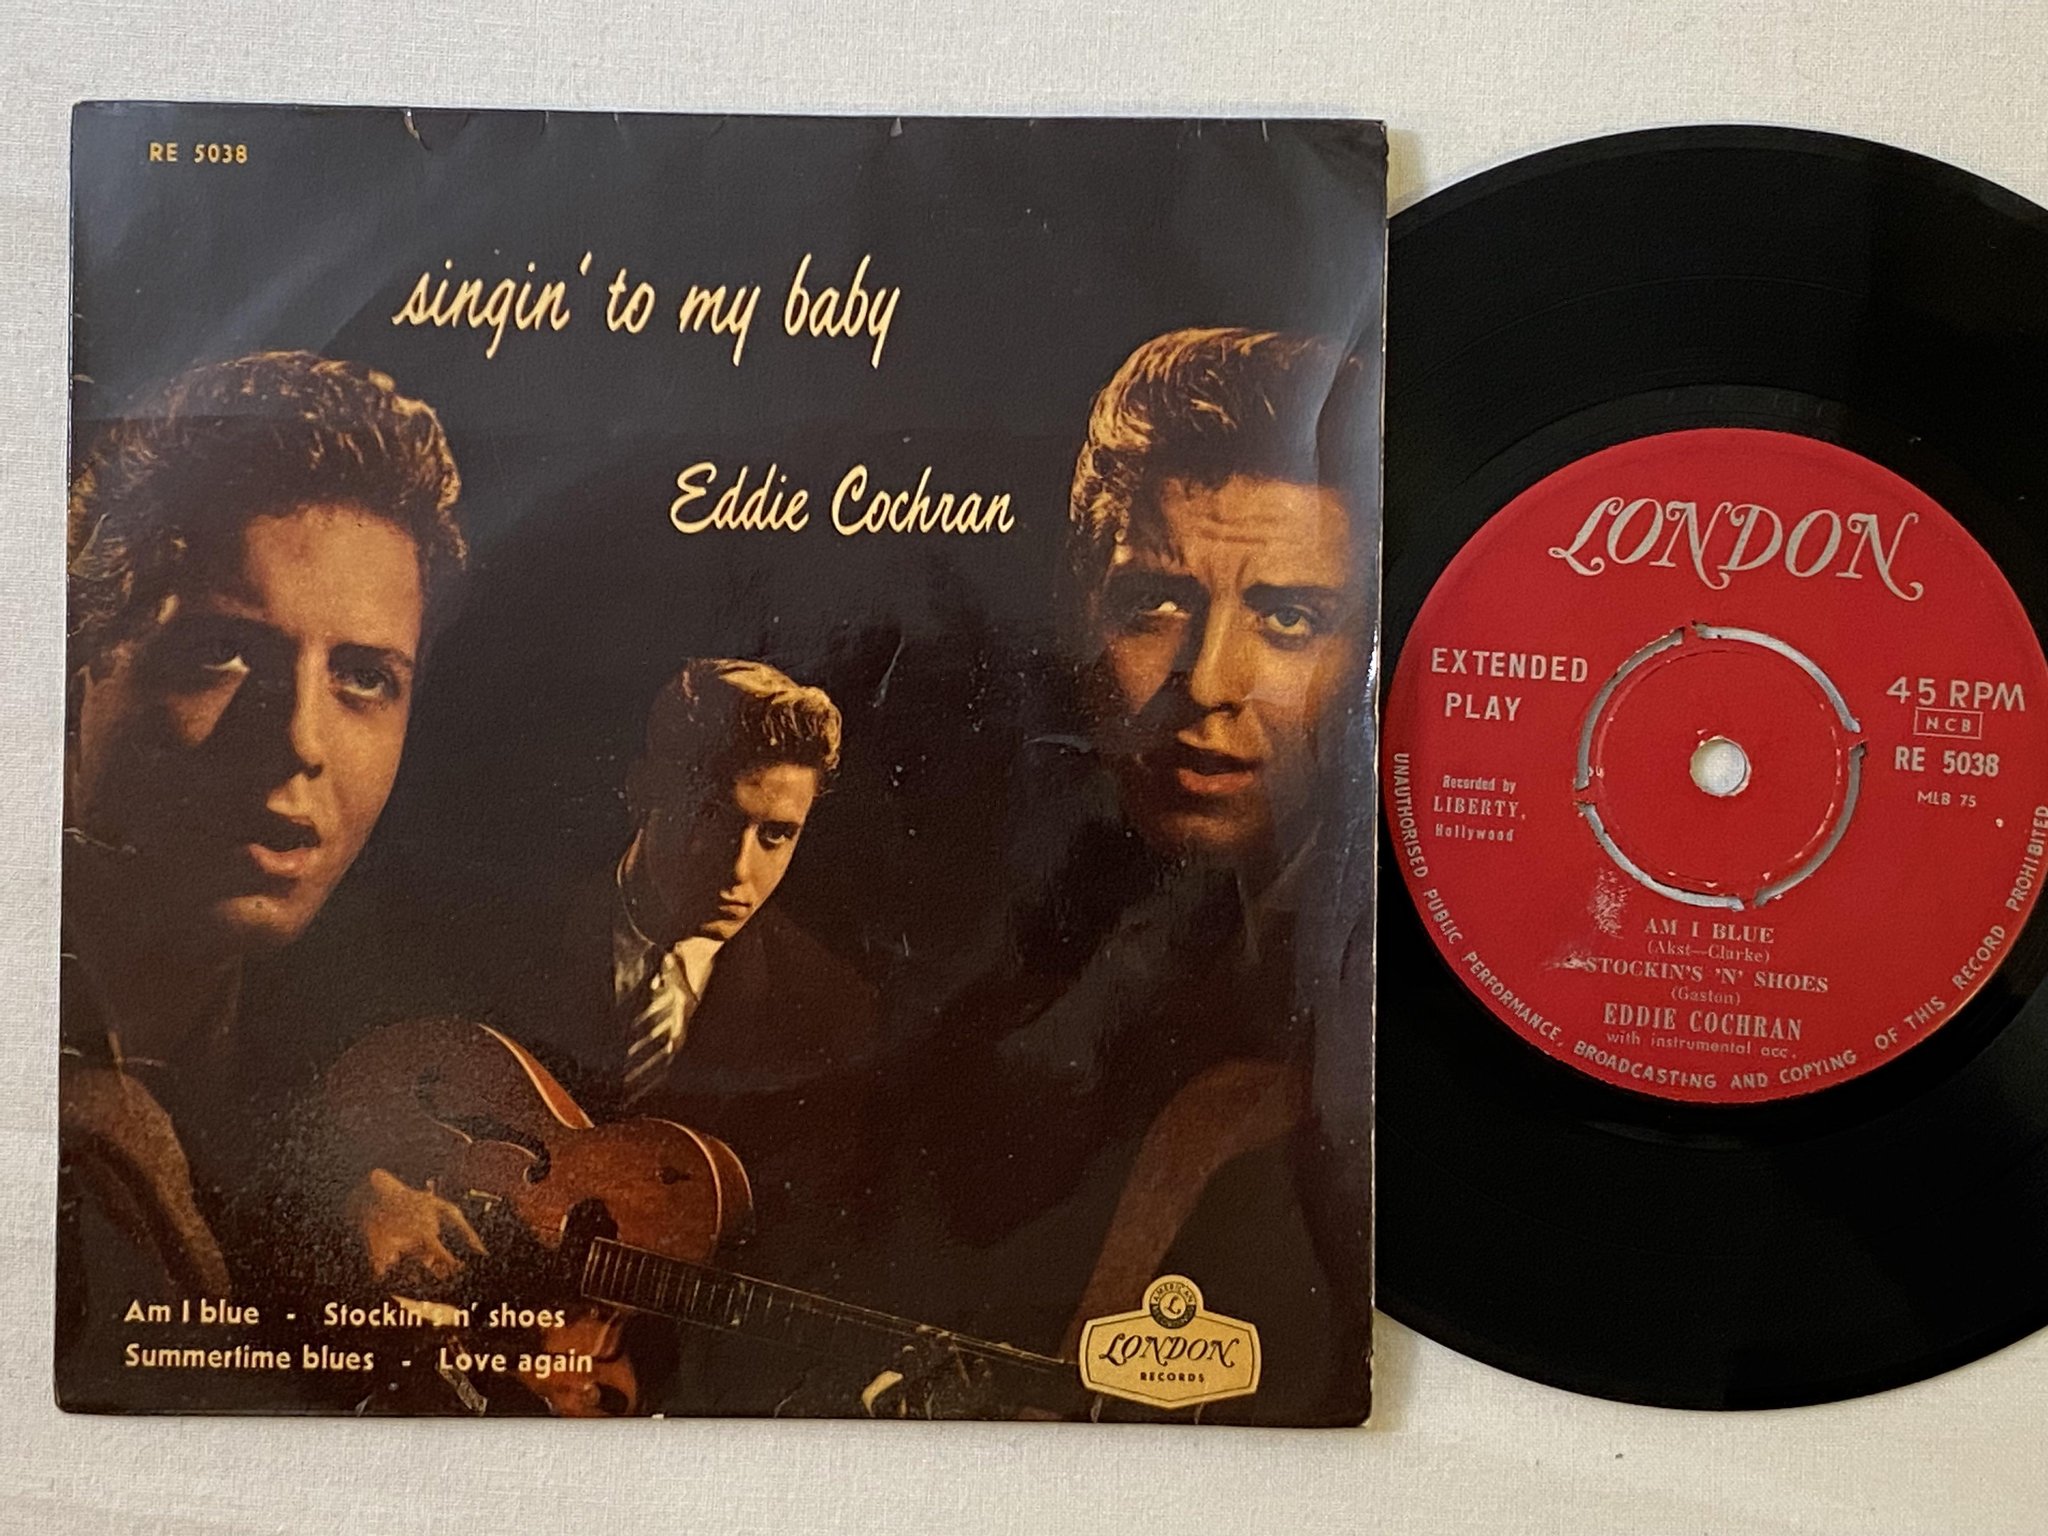 RE 5038
singin' to my baby
Eddie Cochran
Am I blue - Stockin's n' shoes
Summertime blues - Love again
AMERICAN
L
LONDON
RECORDS
LONDON
EXTENDED
PLAY
45 RPM
NCB
RE 5038
MLB 75
Recorded by
LIBERTY,
Hollywood
AM I BLUE
(Akst—Clarke)
STOCKIN'S 'N' SHOES
(Gaston)
EDDIE COCHRAN
with instrumental acc.
UNAUTHORISED PUBLIC PERFORMANCE, BROADCASTING AND COPYING OF THIS RECORD PROHIBITED